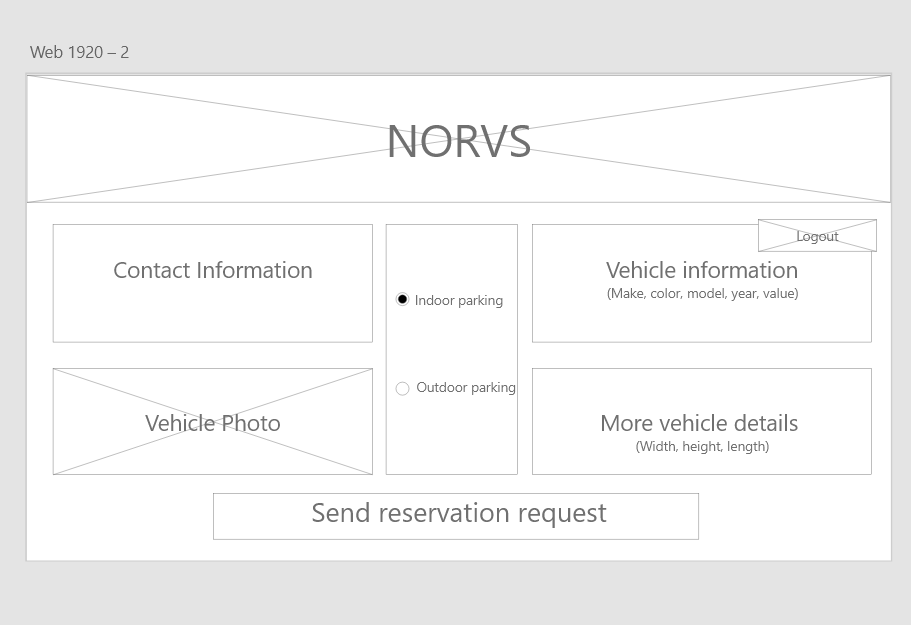 Web 1920 – 2
NORVS
Logout
Contact Information
Indoor parking
Outdoor parking
Vehicle information
(Make, color, model, year, value)
Vehicle Photo
More vehicle details
(Width, height, length)
Send reservation request